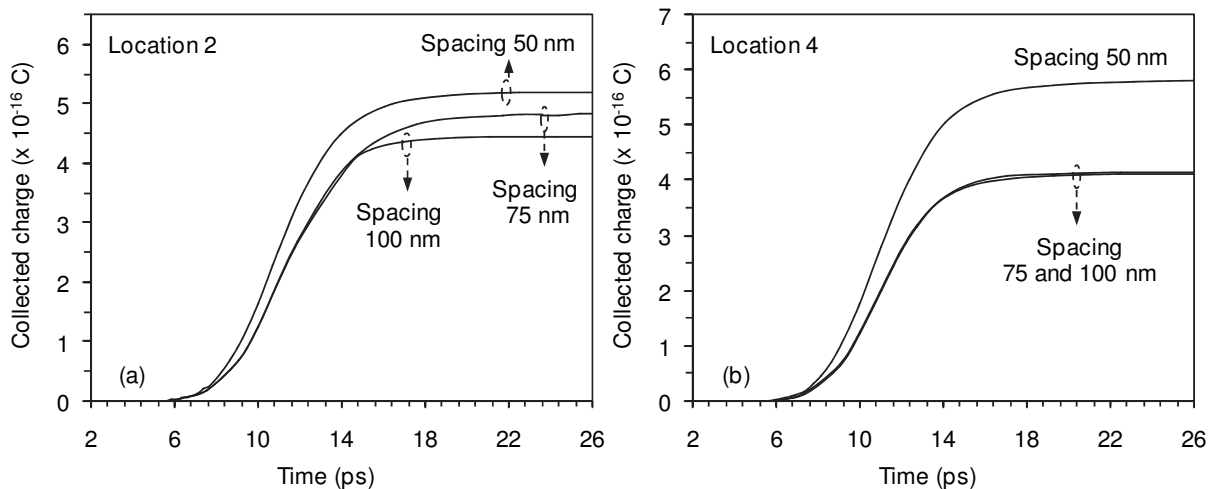 Location 2
Spacing 50 nm
Spacing
75 nm
Spacing
100 nm
(a)
Collected charge (x 10⁻¹⁶ C)
6
5
4
3
2
1
0
2 6 10 14 18 22 26
Time (ps)
Location 4
Spacing 50 nm
Spacing
75 and 100 nm
(b)
Collected charge (x 10⁻¹⁶ C)
7
6
5
4
3
2
1
0
2 6 10 14 18 22 26
Time (ps)